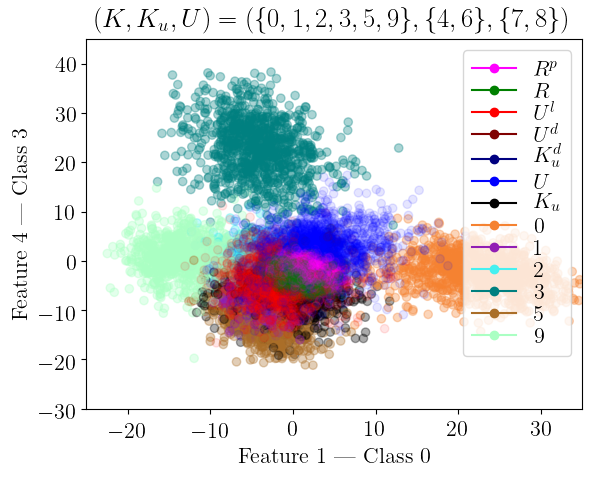 (K, K_u, U) = ({0, 1, 2, 3, 5, 9}, {4, 6}, {7, 8})
Feature 4 — Class 3
40
30
20
10
0
−10
−20
−30
−20
−10
0
10
20
30
Feature 1 — Class 0
R^p
R
U^l
U^d
K_u^d
U
K_u
0
1
2
3
5
9